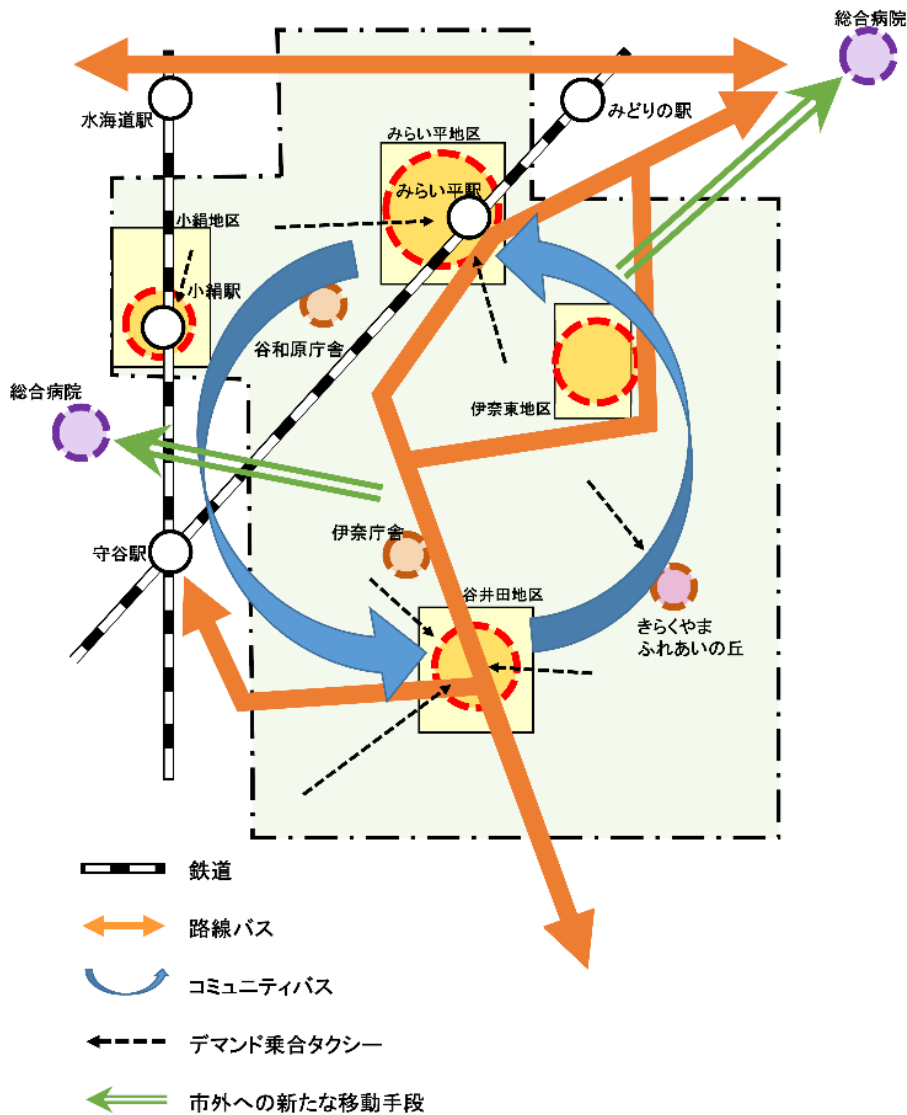 総合病院
水海道駅
みどりの駅
みらい平地区
みらい平駅
小絹地区
小絹駅
谷和原庁舎
総合病院
伊奈東地区
伊奈庁舎
守谷駅
谷井田地区
きらくやま
ふれあいの丘
鉄道
路線バス
コミュニティバス
デマンド乗合タクシー
市外への新たな移動手段